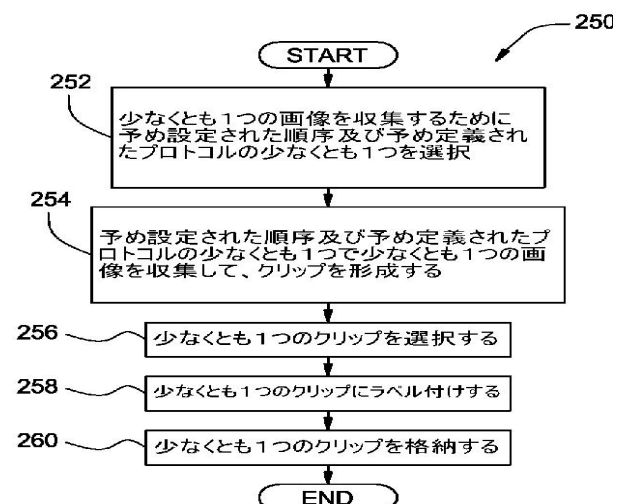 250
START
252
少なくとも1つの画像を収集するために
予め設定された順序及び予め定義され
たプロトコルの少なくとも1つを選択
254
予め設定された順序及び予め定義されたプ
ロトコルの少なくとも1つで少なくとも1つの画
像を収集して、クリップを形成する
256
少なくとも1つのクリップを選択する
258
少なくとも1つのクリップにラベル付けする
260
少なくとも1つのクリップを格納する
END